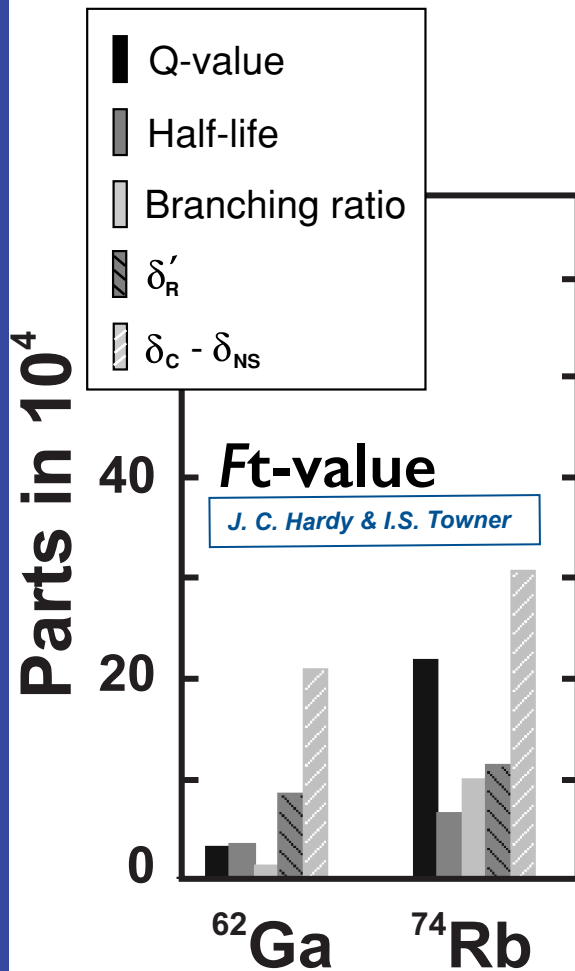 Q-value
Half-life
Branching ratio
δ′R
δC - δNS
Parts in 10⁴
40
20
0
Ft-value
J. C. Hardy & I.S. Towner
⁶²Ga
⁷⁴Rb